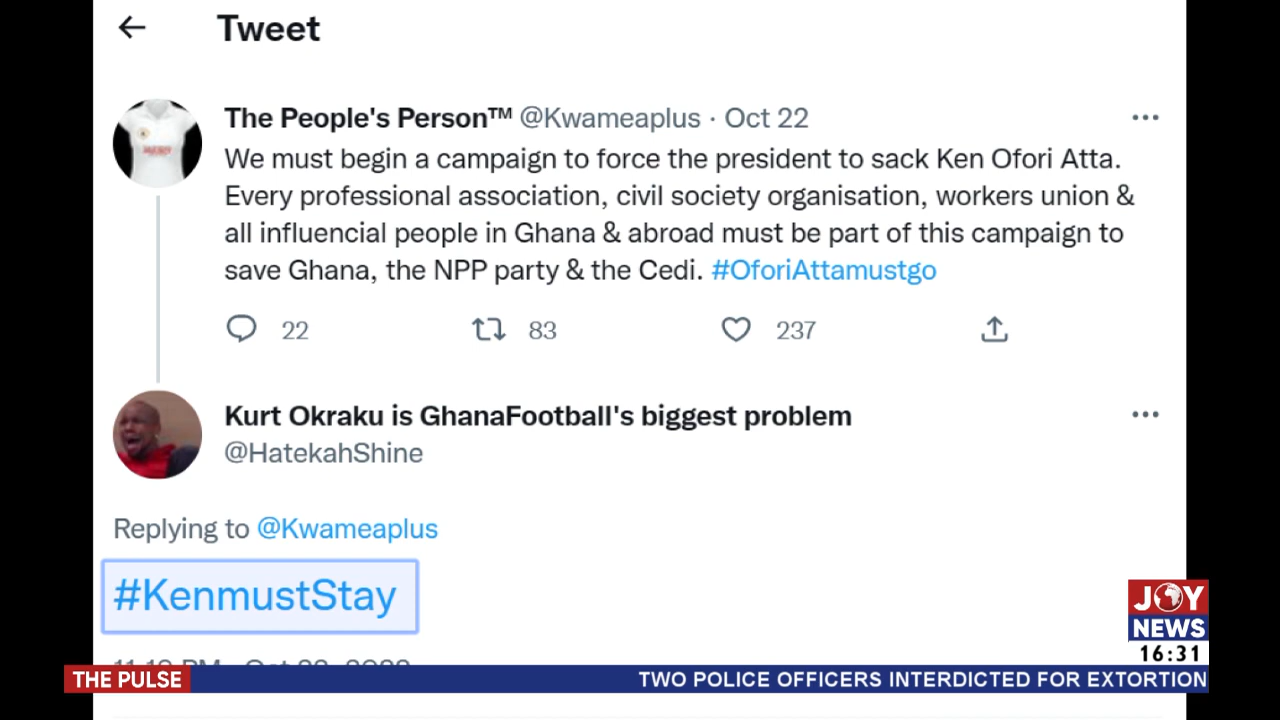 Tweet
The People's Person™ @Kwameaplus · Oct 22
We must begin a campaign to force the president to sack Ken Ofori Atta.
Every professional association, civil society organisation, workers union &
all influencial people in Ghana & abroad must be part of this campaign to
save Ghana, the NPP party & the Cedi. #OforiAttamustgo
22 83 237
Kurt Okraku is GhanaFootball's biggest problem
@HatekahShine
Replying to @Kwameaplus
#KenmustStay
JOY
NEWS
16:31
THE PULSE TWO POLICE OFFICERS INTERDICTED FOR EXTORTION